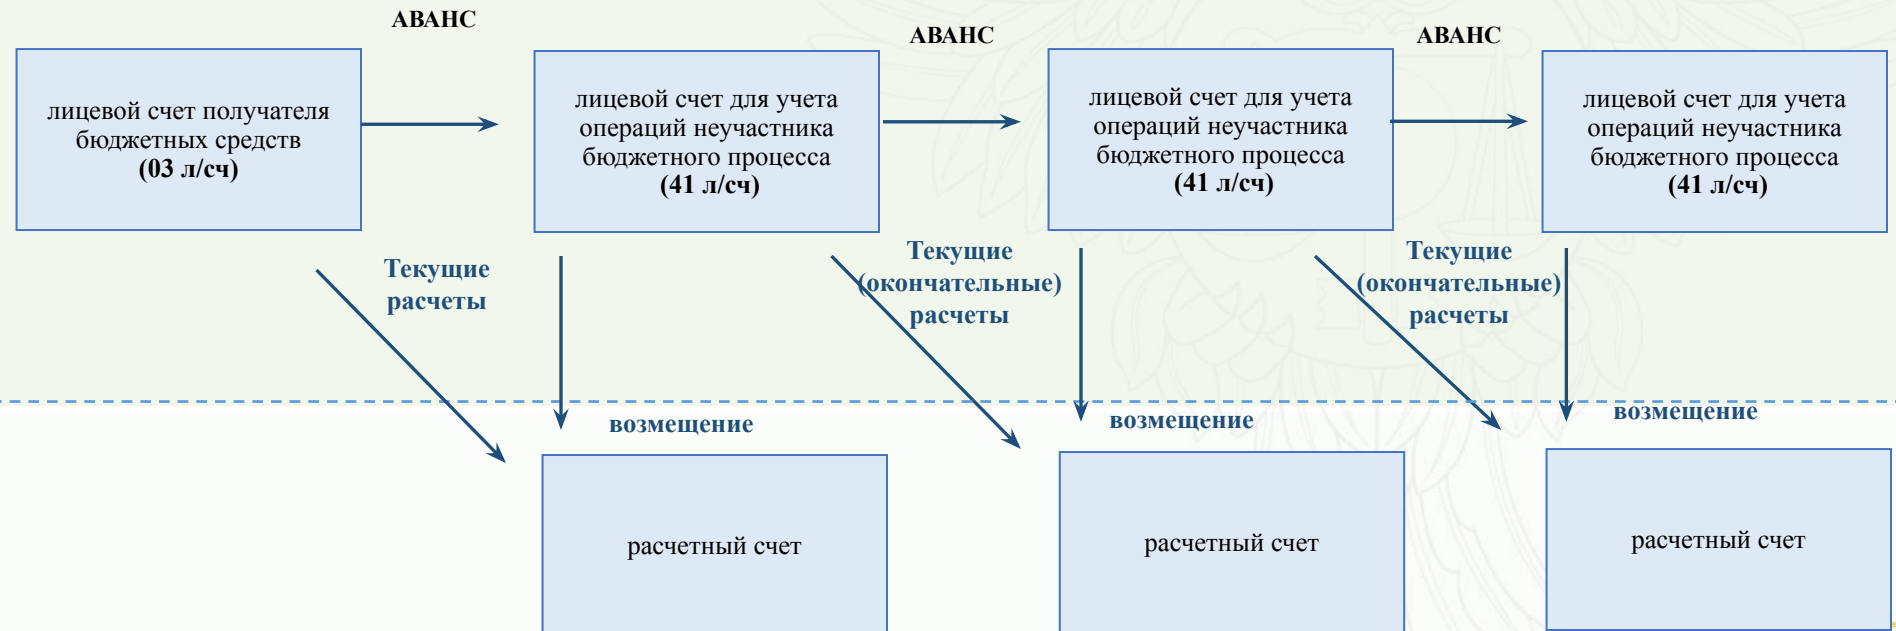 АВАНС
АВАНС
АВАНС
лицевой счет получателя
бюджетных средств
(03 л/сч)
лицевой счет для учета
операций неучастника
бюджетного процесса
(41 л/сч)
лицевой счет для учета
операций неучастника
бюджетного процесса
(41 л/сч)
лицевой счет для учета
операций неучастника
бюджетного процесса
(41 л/сч)
Текущие
расчеты
Текущие
(окончательные)
расчеты
Текущие
(окончательные)
расчеты
возмещение
возмещение
возмещение
расчетный счет
расчетный счет
расчетный счет